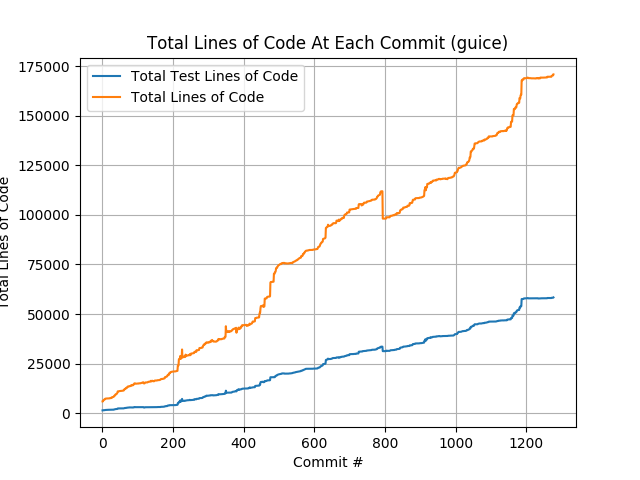 Total Lines of Code At Each Commit (guice)
Total Test Lines of Code
Total Lines of Code
175000
150000
125000
100000
75000
50000
25000
0
Total Lines of Code
0 200 400 600 800 1000 1200
Commit #